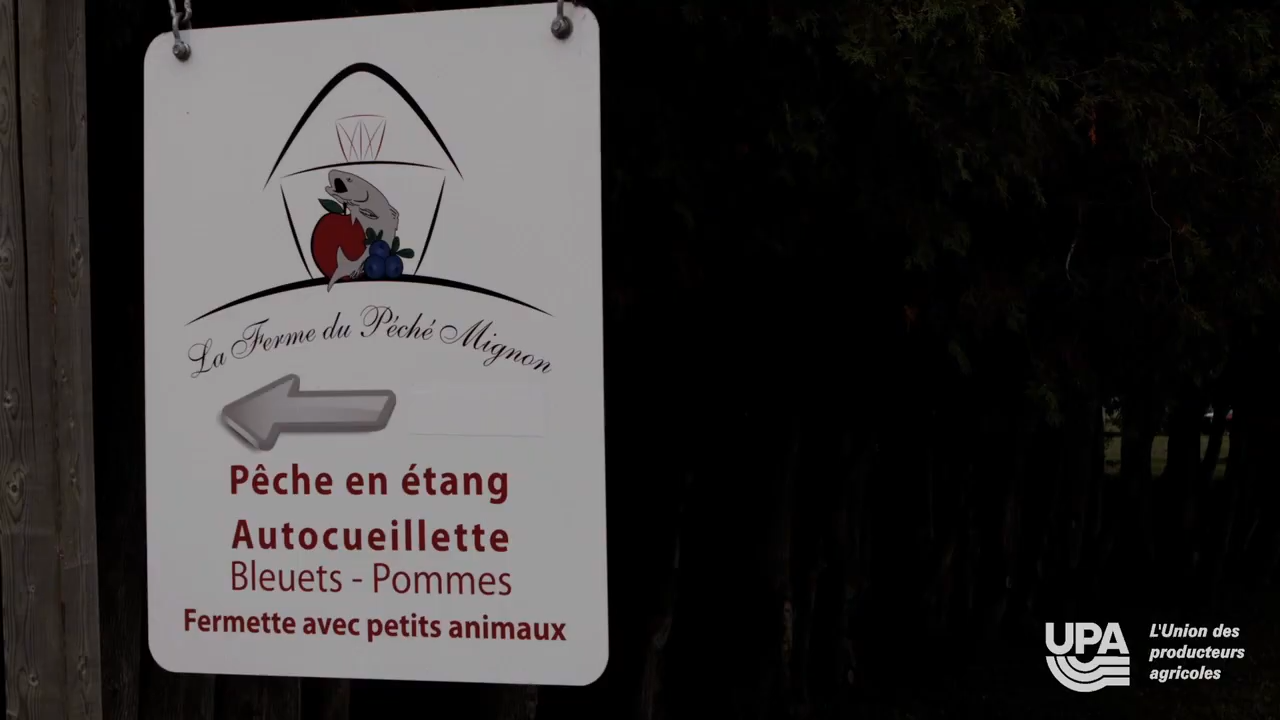 La Ferme du Péché Mignon
Pêche en étang
Autocueillette
Bleuets - Pommes
Fermette avec petits animaux
UPA
L'Union des
producteurs
agricoles